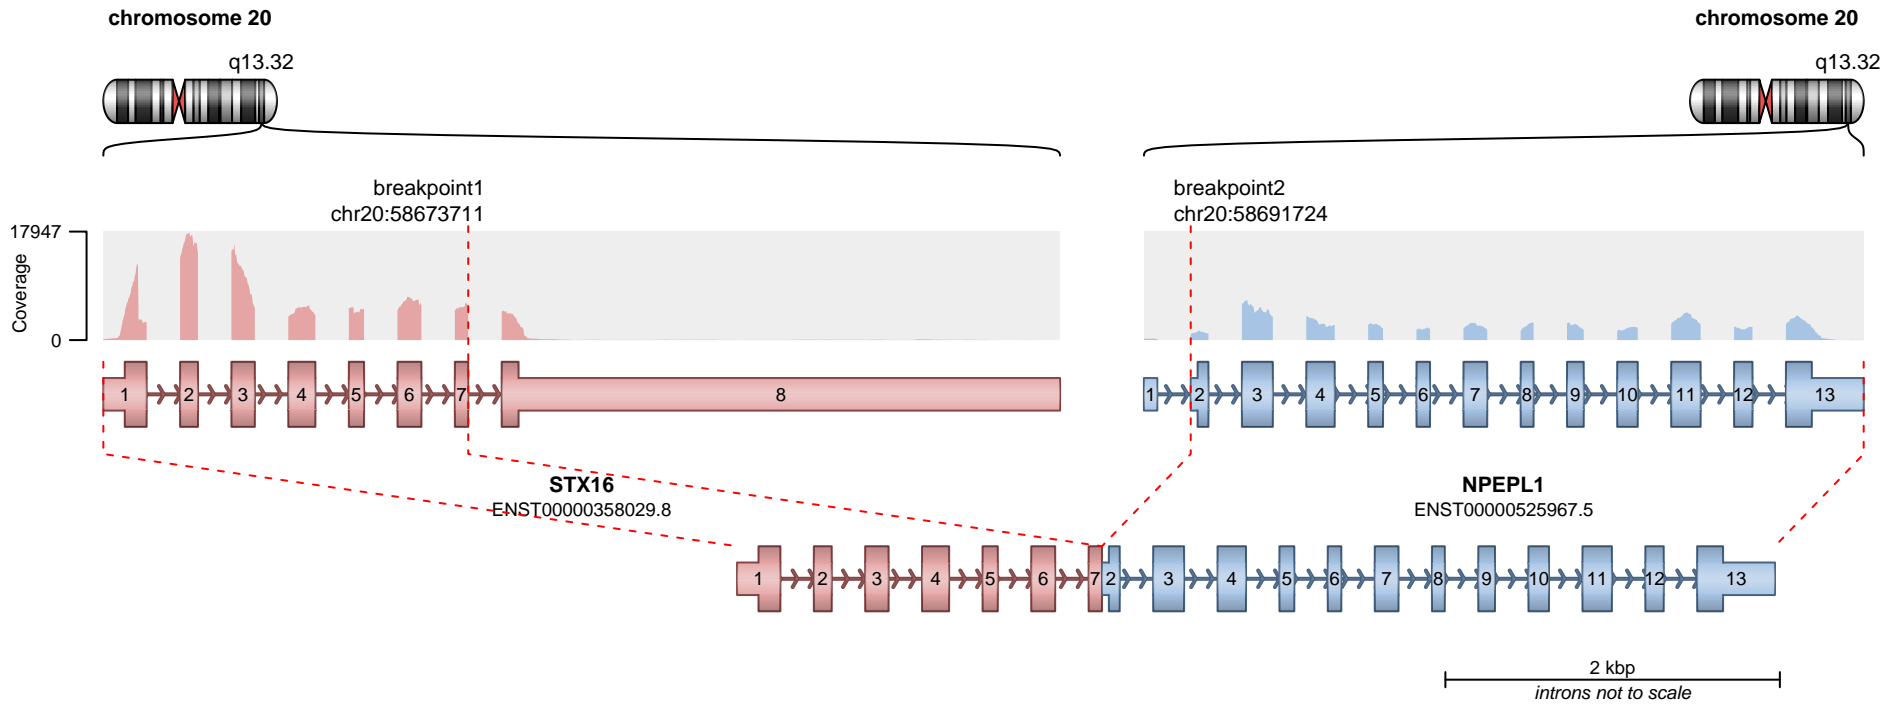 chromosome 20
chromosome 20
q13.32
q13.32
breakpoint1
chr20:58673711
breakpoint2
chr20:58691724
17947
Coverage
0
1 2 3 4 5 6 7 8
1 2 3 4 5 6 7 8 9 10 11 12 13
STX16
ENST00000358029.8
NPEPL1
ENST00000525967.5
1 2 3 4 5 6 7 2 3 4 5 6 7 8 9 10 11 12 13
2 kbp
introns not to scale